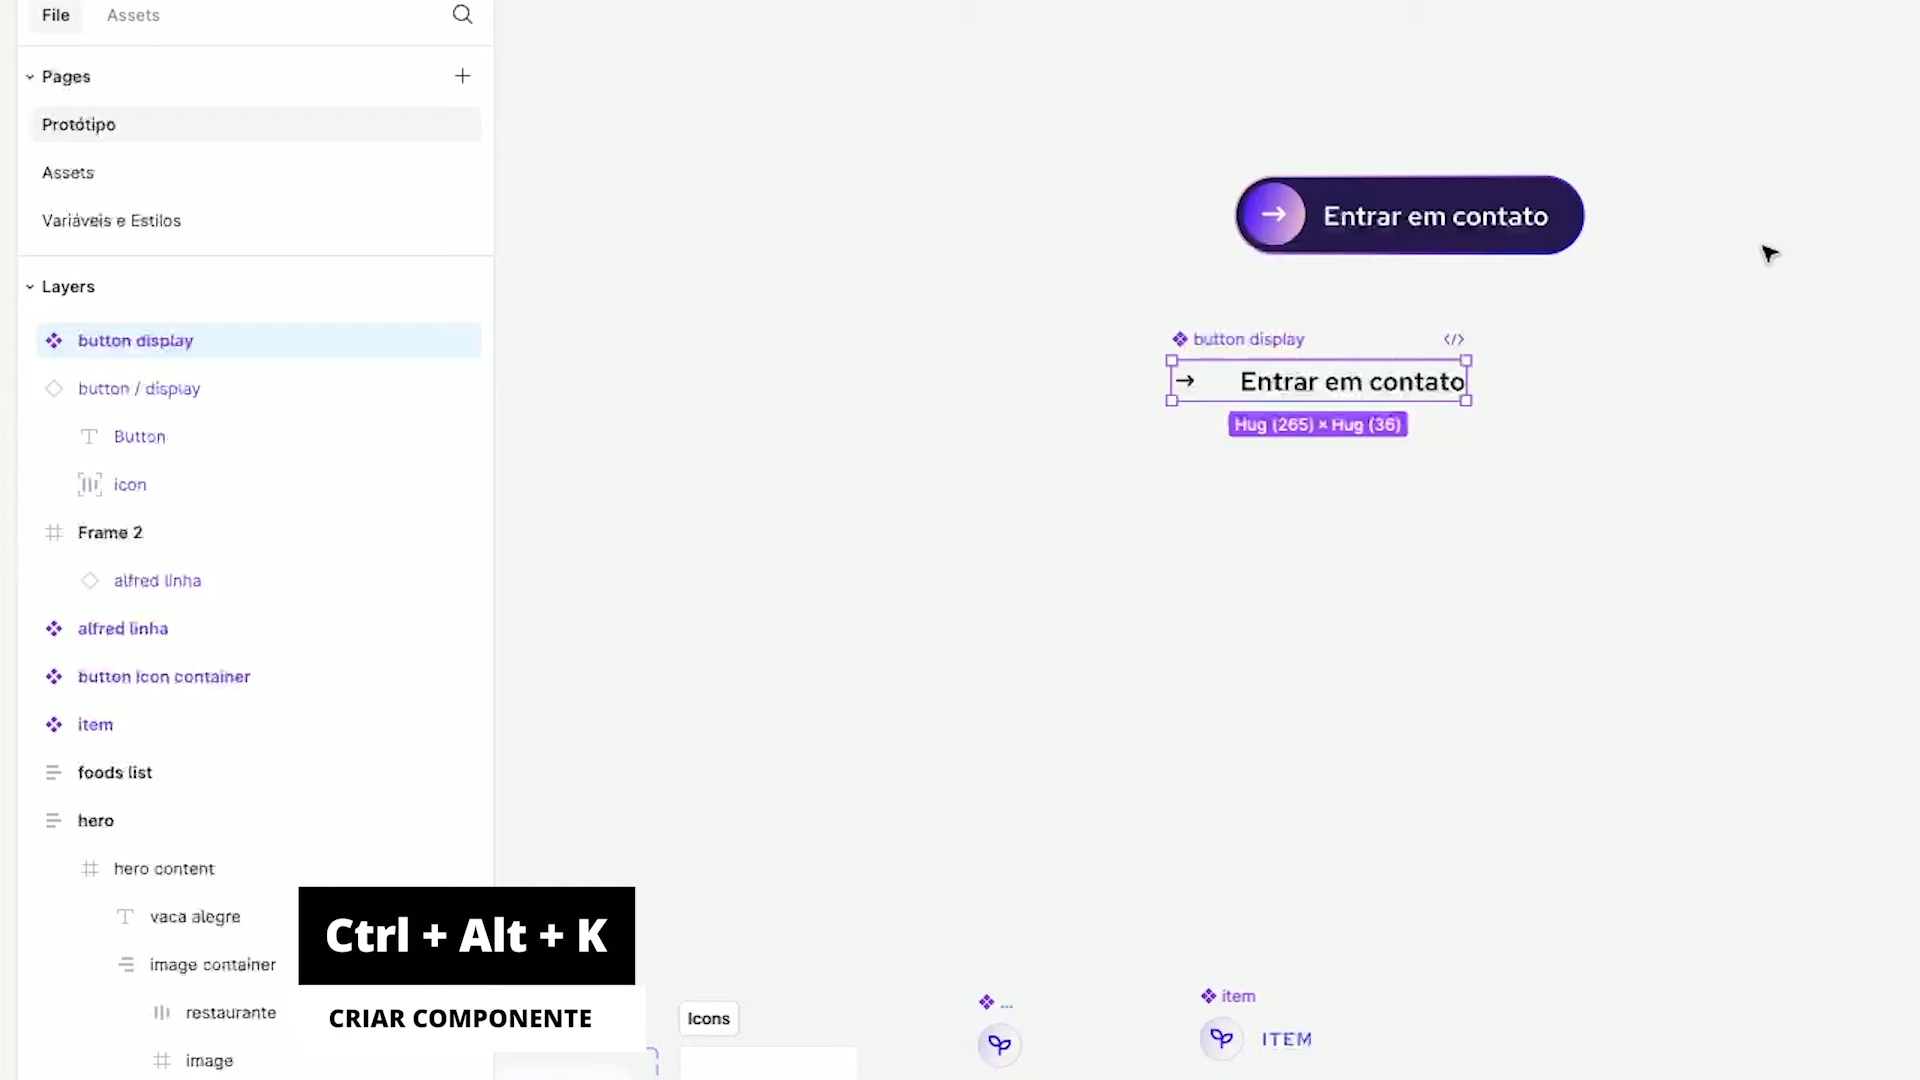 File
Assets
Pages
Protótipo
Assets
Variáveis e Estilos
Layers
button display
button / display
Button
icon
Frame 2
alfred linha
alfred linha
button icon container
item
foods list
hero
hero content
vaca alegre
image container
restaurante
image
Entrar em contato
button display
</>
Entrar em contato
Hug (265) × Hug (36)
Ctrl + Alt + K
CRIAR COMPONENTE
Icons
...
item
ITEM